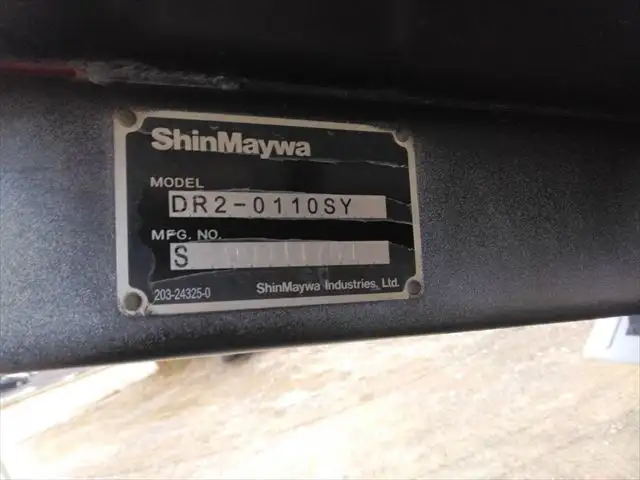 ShinMaywa
MODEL
DR2-0110SY
MFG. NO.
S
203-24325-0 ShinMaywa Industries, Ltd.